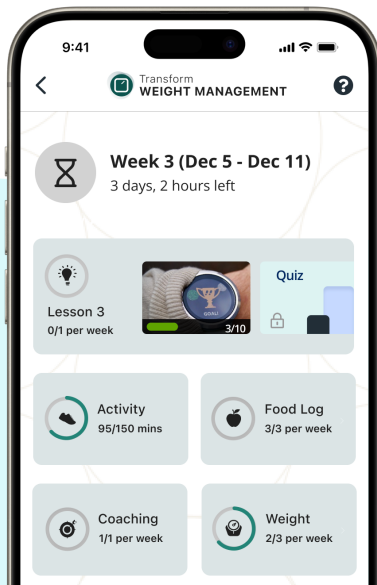 9:41
Transform
WEIGHT MANAGEMENT
?
Week 3 (Dec 5 - Dec 11)
3 days, 2 hours left
Lesson 3
0/1 per week
GOAL!
3/10
Quiz
Activity
95/150 mins
Food Log
3/3 per week
Coaching
1/1 per week
Weight
2/3 per week